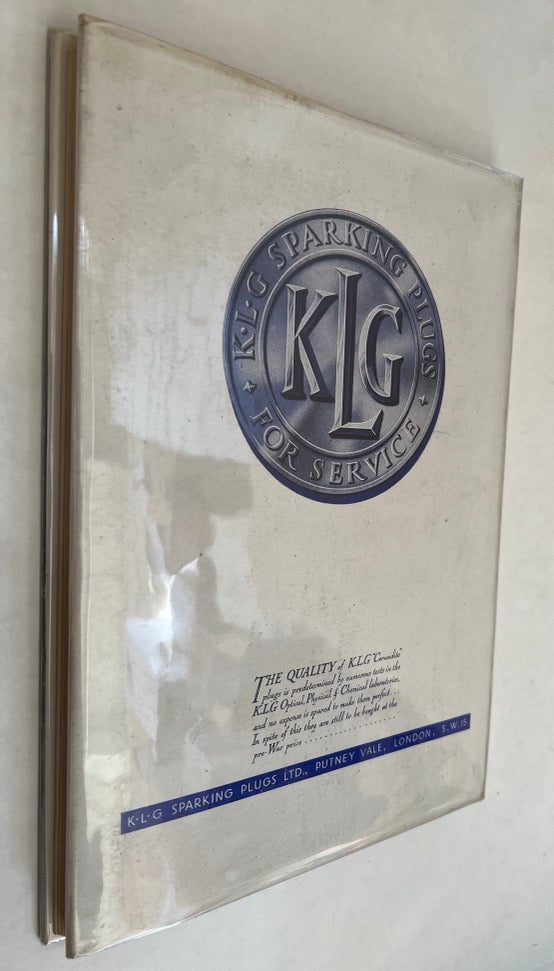 K·L·G SPARKING PLUGS
KLG
FOR SERVICE
THE QUALITY of K.L.G "Corundite"
plugs is predetermined by numerous tests in the
K.L.G Optical, Physical & Chemical laboratories,
and no expense is spared to make them perfect...
In spite of this they are still to be bought at the
pre-War price ....................
K·L·G SPARKING PLUGS LTD., PUTNEY VALE, LONDON, S.W.15